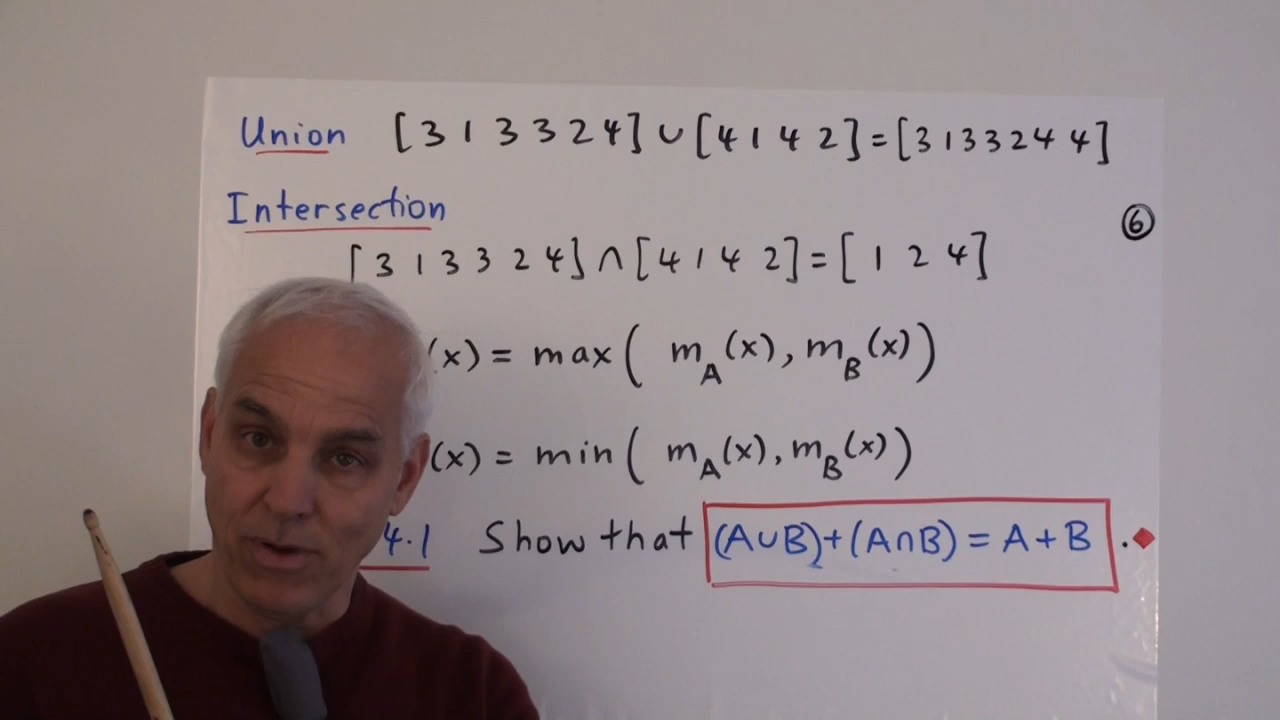 Union [3 1 3 3 2 4] ∪ [4 1 4 2] = [3 1 3 3 2 4 4]
Intersection
6
[3 1 3 3 2 4] ∩ [4 1 4 2] = [1 2 4]
(x) = max( m_A(x), m_B(x))
(x) = min( m_A(x), m_B(x))
4.1 Show that (A∪B)+(A∩B) = A+B .